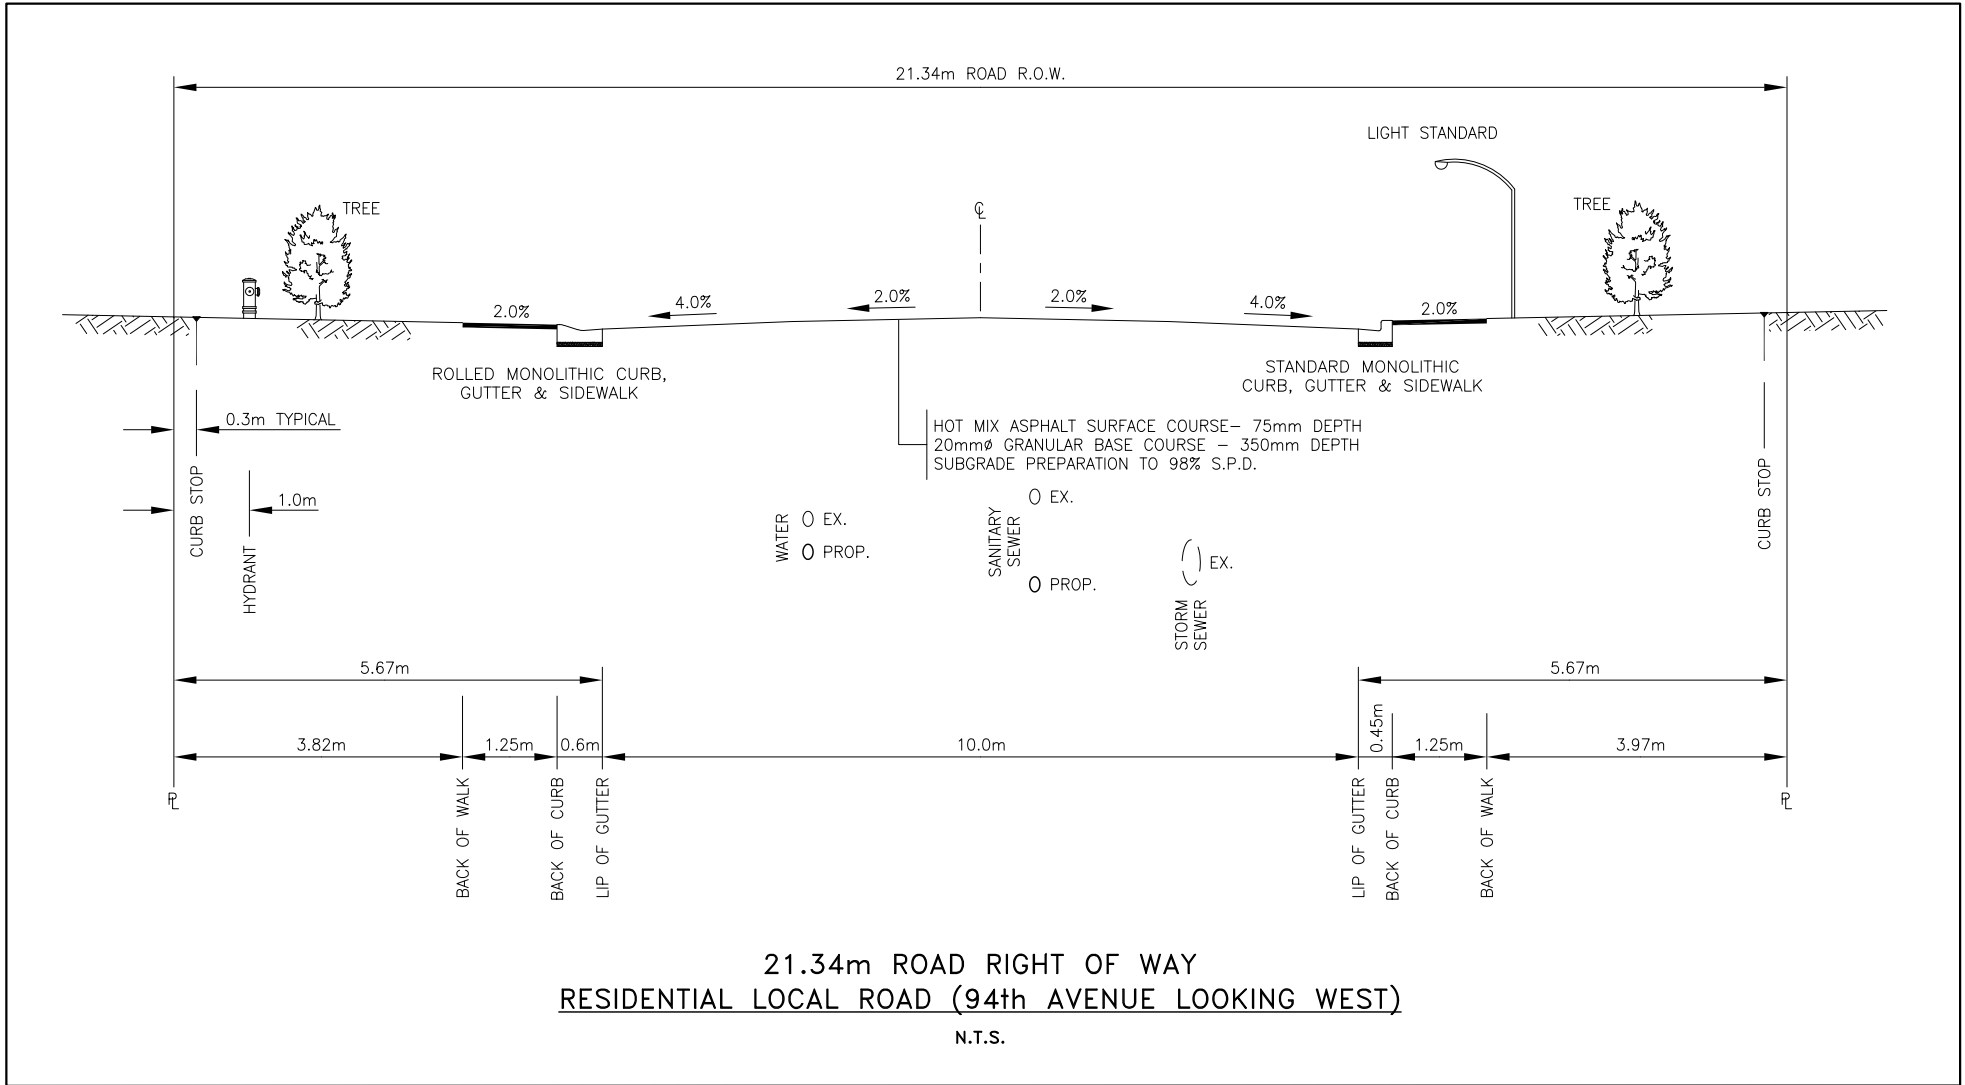 21.34m ROAD R.O.W.
LIGHT STANDARD
TREE
TREE
℄
2.0%
4.0%
2.0%
2.0%
4.0%
2.0%
ROLLED MONOLITHIC CURB,
GUTTER & SIDEWALK
STANDARD MONOLITHIC
CURB, GUTTER & SIDEWALK
0.3m TYPICAL
HOT MIX ASPHALT SURFACE COURSE– 75mm DEPTH
20mmø GRANULAR BASE COURSE – 350mm DEPTH
SUBGRADE PREPARATION TO 98% S.P.D.
CURB STOP
1.0m
HYDRANT
WATER
EX.
PROP.
SANITARY
SEWER
EX.
PROP.
EX.
STORM
SEWER
CURB STOP
5.67m
5.67m
3.82m
1.25m
0.6m
10.0m
0.45m
1.25m
3.97m
PL
BACK OF WALK
BACK OF CURB
LIP OF GUTTER
LIP OF GUTTER
BACK OF CURB
BACK OF WALK
PL
21.34m ROAD RIGHT OF WAY
RESIDENTIAL LOCAL ROAD (94th AVENUE LOOKING WEST)
N.T.S.